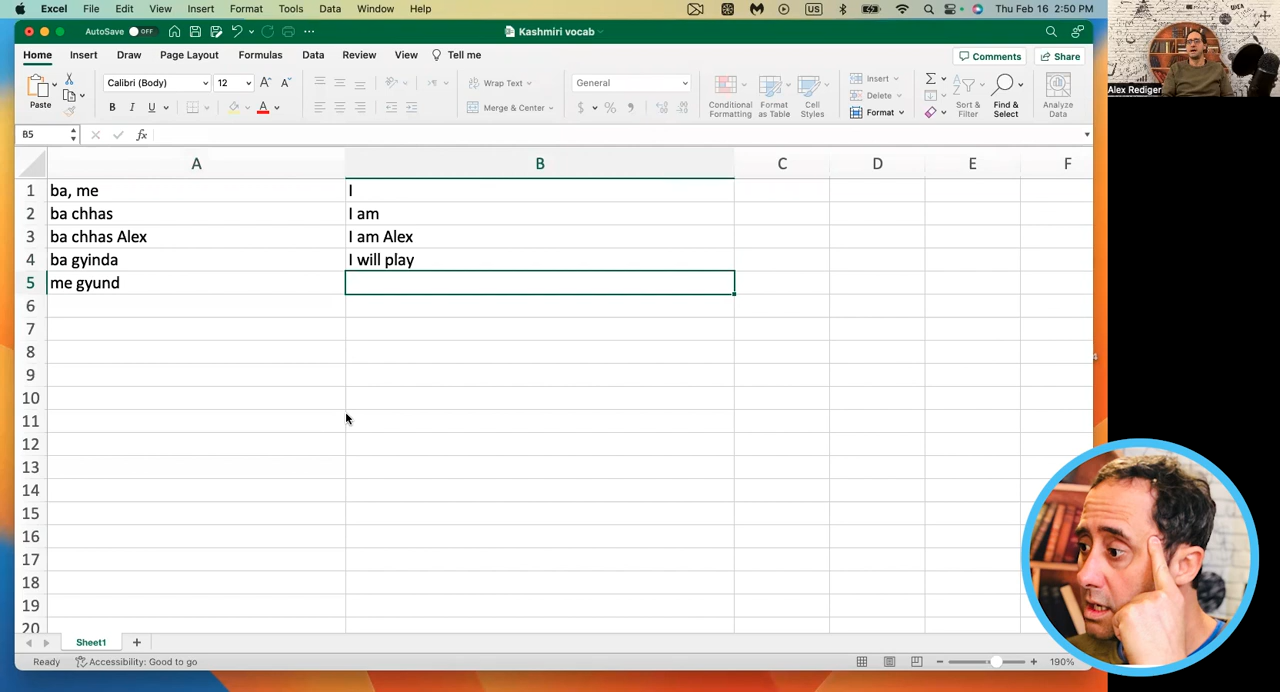 Excel File Edit View Insert Format Tools Data Window Help US Thu Feb 16 2:50 PM
AutoSave OFF Kashmiri vocab
Home Insert Draw Page Layout Formulas Data Review View Tell me Comments Share
Paste Calibri (Body) 12 A A Wrap Text General Conditional Formatting Format as Table Cell Styles Insert Sort & Filter Find & Select Analyze Data
B I U A Merge & Center $ % Delete
Format
Alex Rediger
B5 fx
A B C D E F
1 ba, me I
2 ba chhas I am
3 ba chhas Alex I am Alex
4 ba gyinda I will play
5 me gyund
6
7
8
9
10
11
12
13
14
15
16
17
18
19
20
Sheet1 +
Ready Accessibility: Good to go 190%